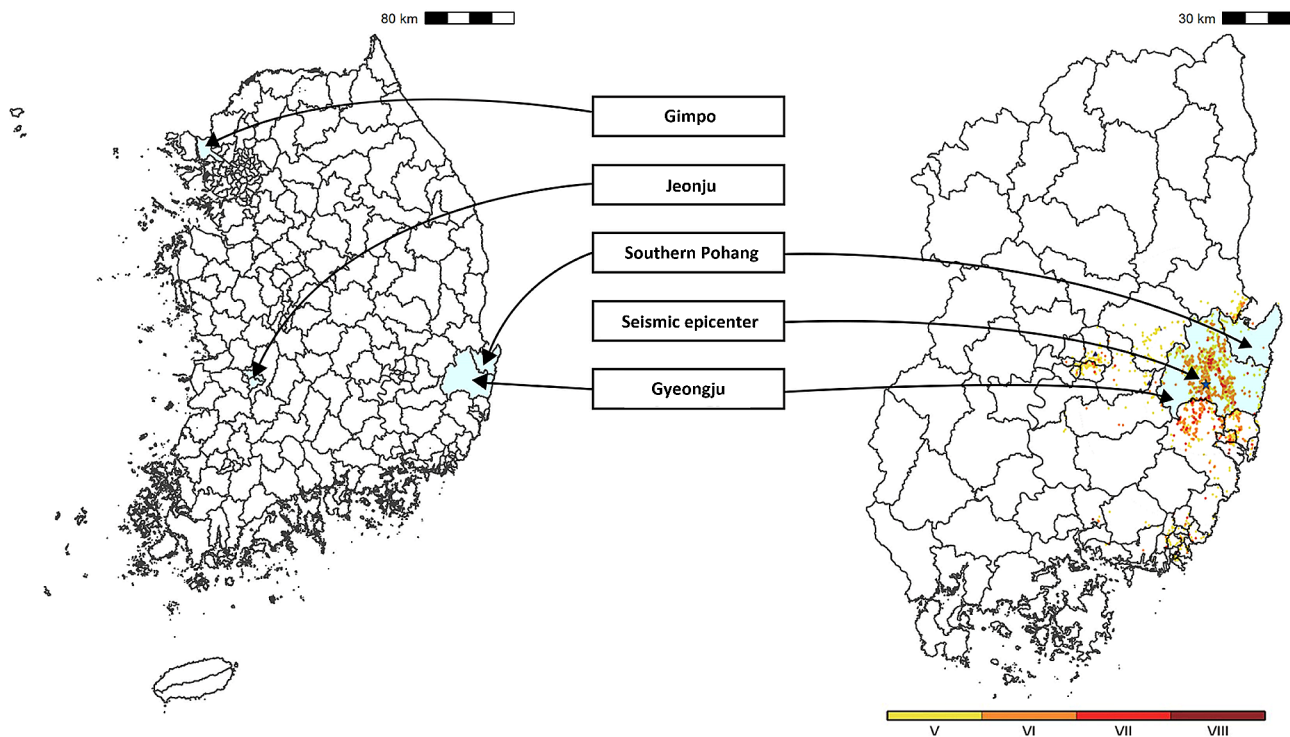 80 km
30 km
Gimpo
Jeonju
Southern Pohang
Seismic epicenter
Gyeongju
V VI VII VIII